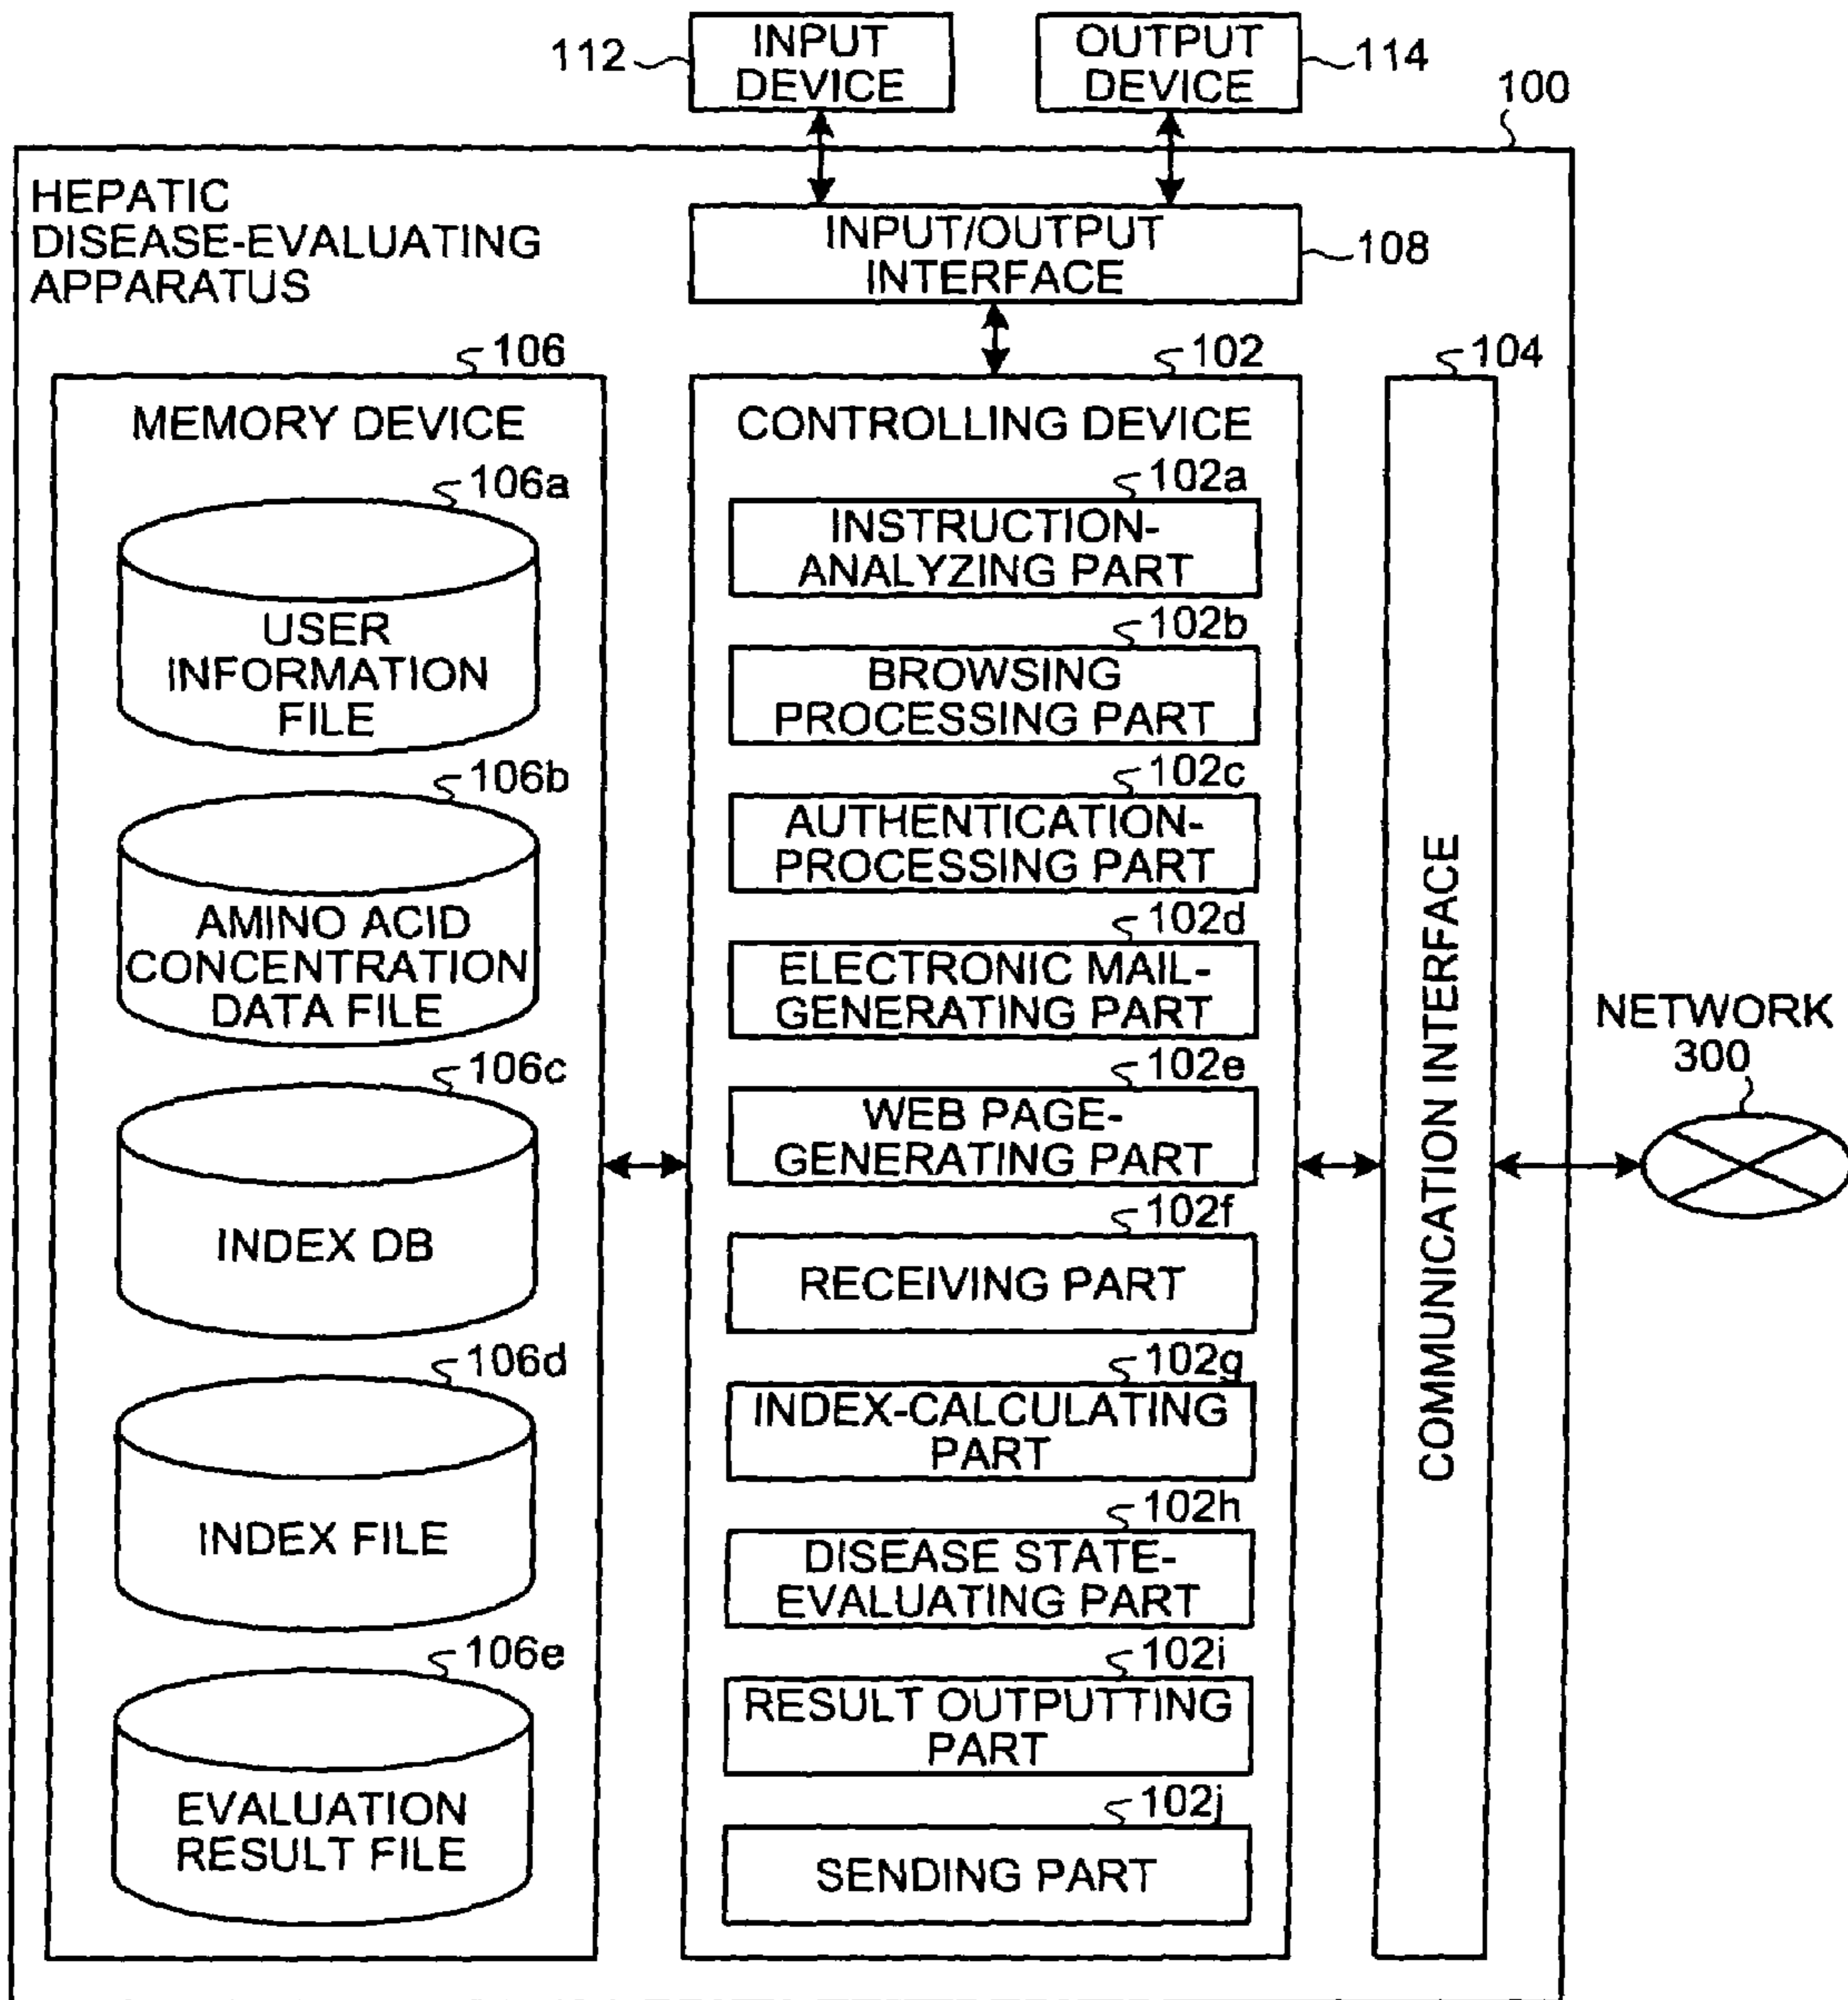 112
INPUT
DEVICE
OUTPUT
DEVICE
114
100
HEPATIC
DISEASE-EVALUATING
APPARATUS
INPUT/OUTPUT
INTERFACE
108
106
MEMORY DEVICE
106a
USER
INFORMATION
FILE
106b
AMINO ACID
CONCENTRATION
DATA FILE
106c
INDEX DB
106d
INDEX FILE
106e
EVALUATION
RESULT FILE
102
CONTROLLING DEVICE
102a
INSTRUCTION-
ANALYZING PART
102b
BROWSING
PROCESSING PART
102c
AUTHENTICATION-
PROCESSING PART
102d
ELECTRONIC MAIL-
GENERATING PART
102e
WEB PAGE-
GENERATING PART
102f
RECEIVING PART
102g
INDEX-CALCULATING
PART
102h
DISEASE STATE-
EVALUATING PART
102i
RESULT OUTPUTTING
PART
102j
SENDING PART
104
COMMUNICATION INTERFACE
NETWORK
300